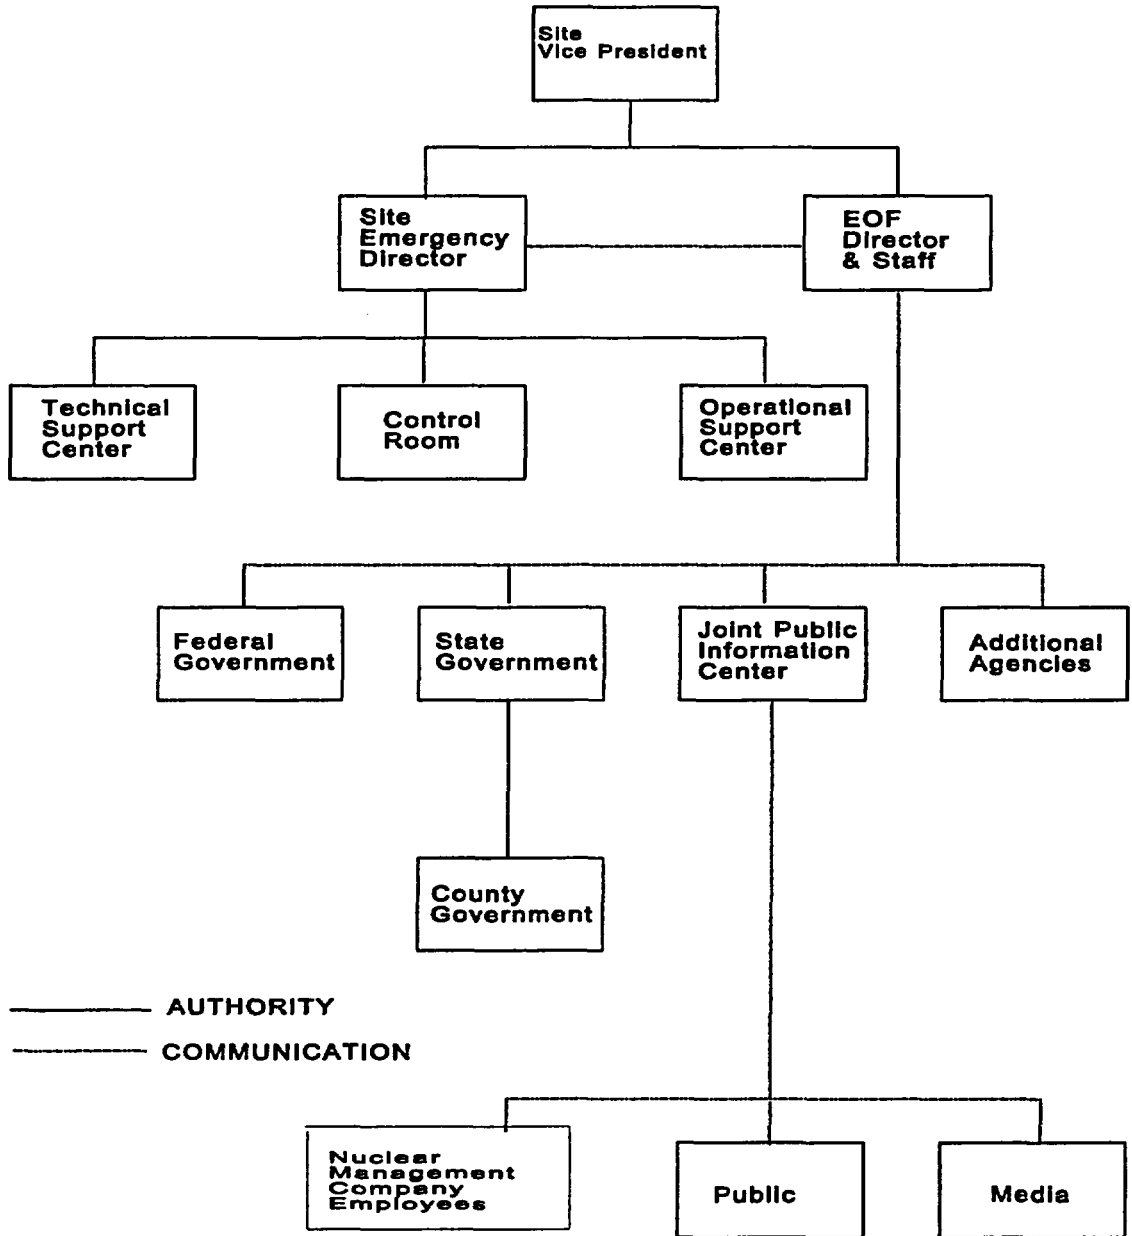 Site
Vice President
Site
Emergency
Director
EOF
Director
& Staff
Technical
Support
Center
Control
Room
Operational
Support
Center
Federal
Government
State
Government
Joint Public
Information
Center
Additional
Agencies
County
Government
AUTHORITY
COMMUNICATION
Nuclear
Management
Company
Employees
Public
Media